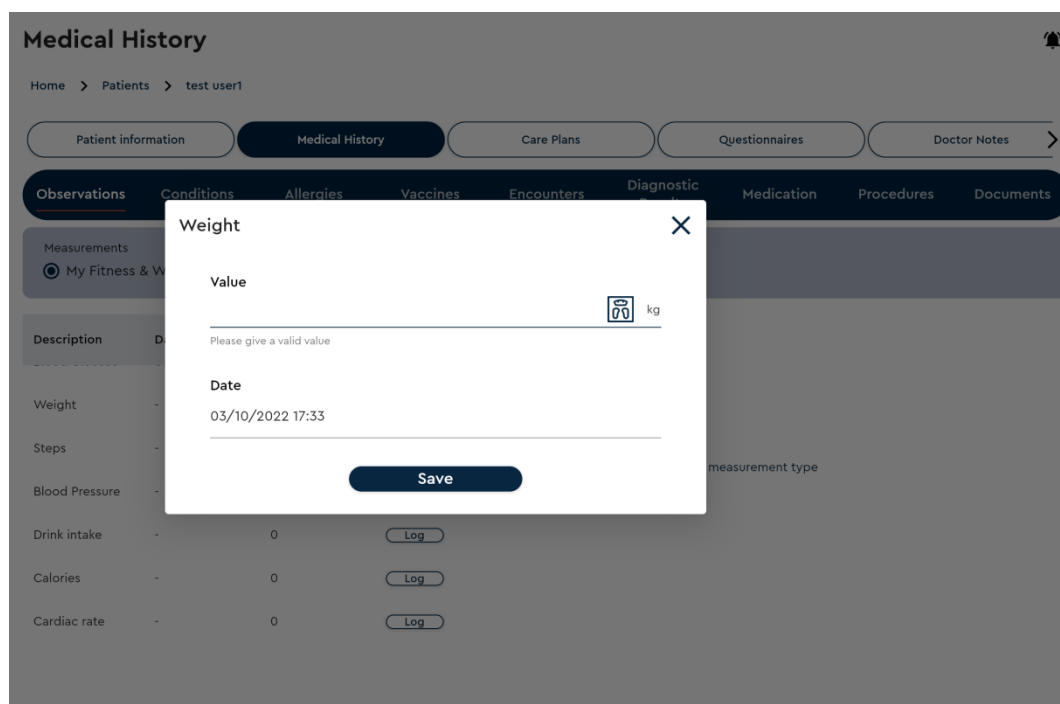 Medical History
Home > Patients > test user1
Patient information Medical History Care Plans Questionnaires Doctor Notes
Observations Conditions Allergies Vaccines Encounters Diagnostic Medication Procedures Documents
Weight
Measurements
My Fitness & W
Value
kg
Please give a valid value
Description D
Date
03/10/2022 17:33
Weight -
Steps -
measurement type
Save
Blood Pressure -
Drink intake - 0 Log
Calories - 0 Log
Cardiac rate - 0 Log